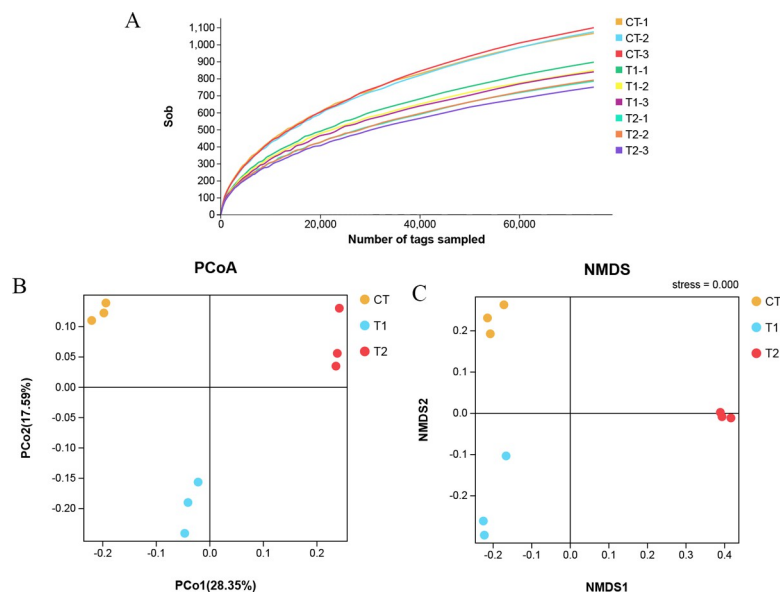 A
1,100
1,000
900
800
700
600
500
400
300
200
100
0
Sob
0 20,000 40,000 60,000
Number of tags sampled
CT-1
CT-2
CT-3
T1-1
T1-2
T1-3
T2-1
T2-2
T2-3
B
PCoA
0.10
0.05
0.00
-0.05
-0.10
-0.15
-0.20
PCo2(17.59%)
-0.2 -0.1 0.0 0.1 0.2
PCo1(28.35%)
CT
T1
T2
C
NMDS
stress = 0.000
0.2
0.0
-0.1
-0.2
NMDS2
-0.2 0.0 0.1 0.2 0.3 0.4
NMDS1
CT
T1
T2